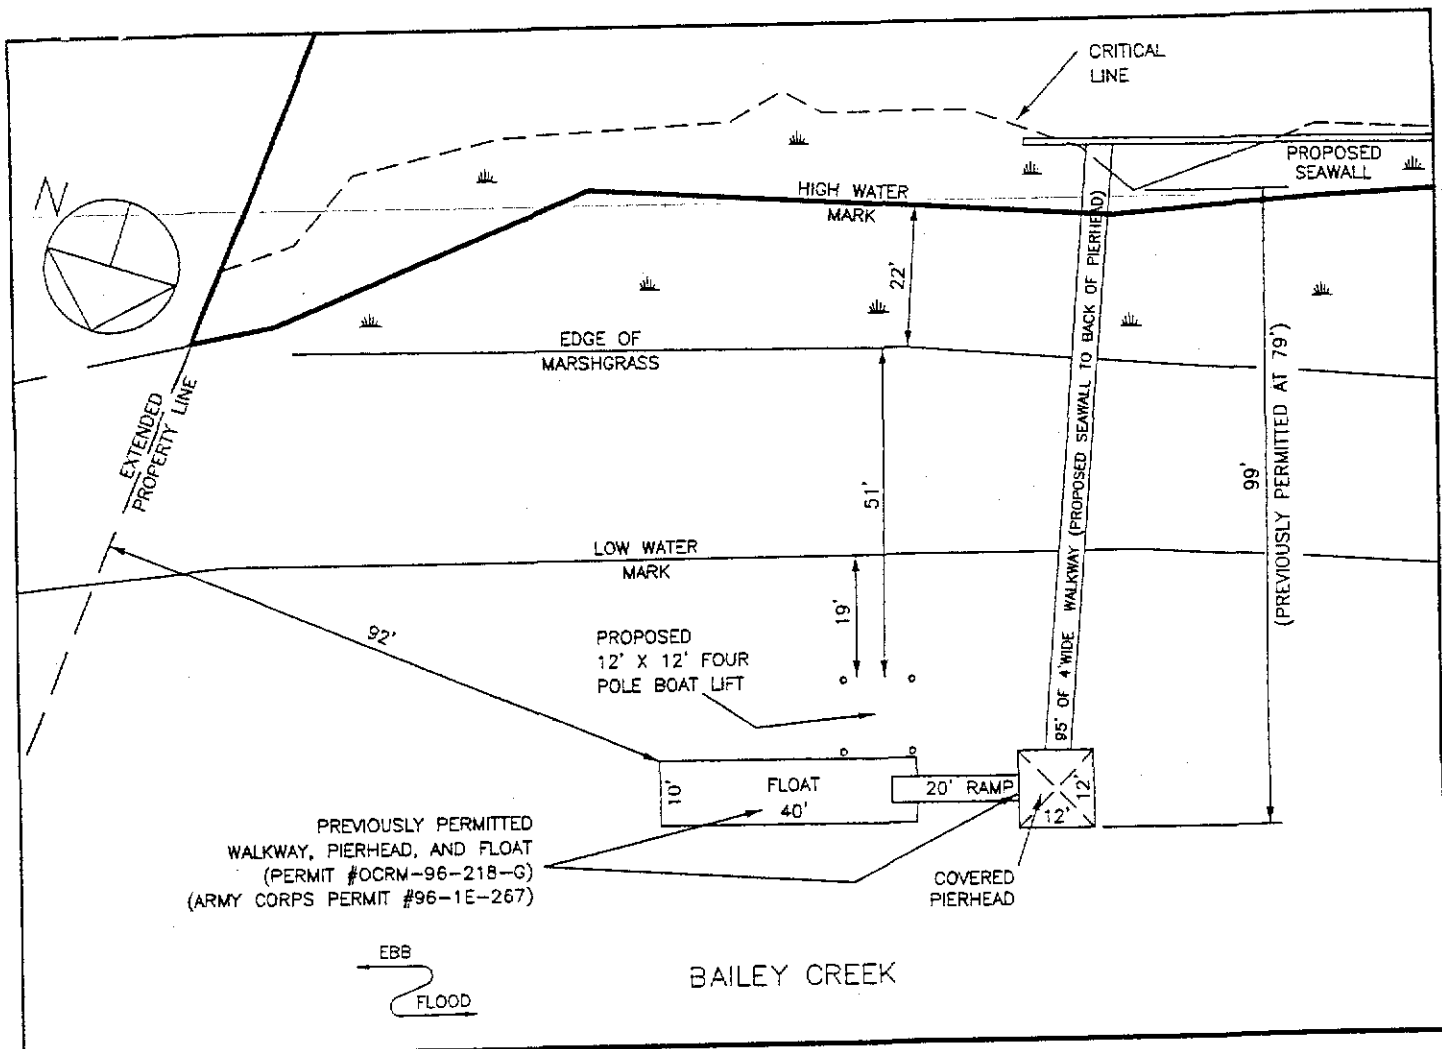 CRITICAL
LINE
N
PROPOSED
SEAWALL
HIGH WATER
MARK
22'
EDGE OF
MARSHGRASS
EXTENDED
PROPERTY LINE
51'
95' OF 4'WIDE WALKWAY (PROPOSED SEAWALL TO BACK OF PIERHEAD)
99'
(PREVIOUSLY PERMITTED AT 79')
LOW WATER
MARK
19'
92'
PROPOSED
12' X 12' FOUR
POLE BOAT LIFT
10'
FLOAT
40'
20' RAMP
12'
12'
PREVIOUSLY PERMITTED
WALKWAY, PIERHEAD, AND FLOAT
(PERMIT #OCRM-96-218-G)
(ARMY CORPS PERMIT #96-1E-267)
COVERED
PIERHEAD
EBB
FLOOD
BAILEY CREEK